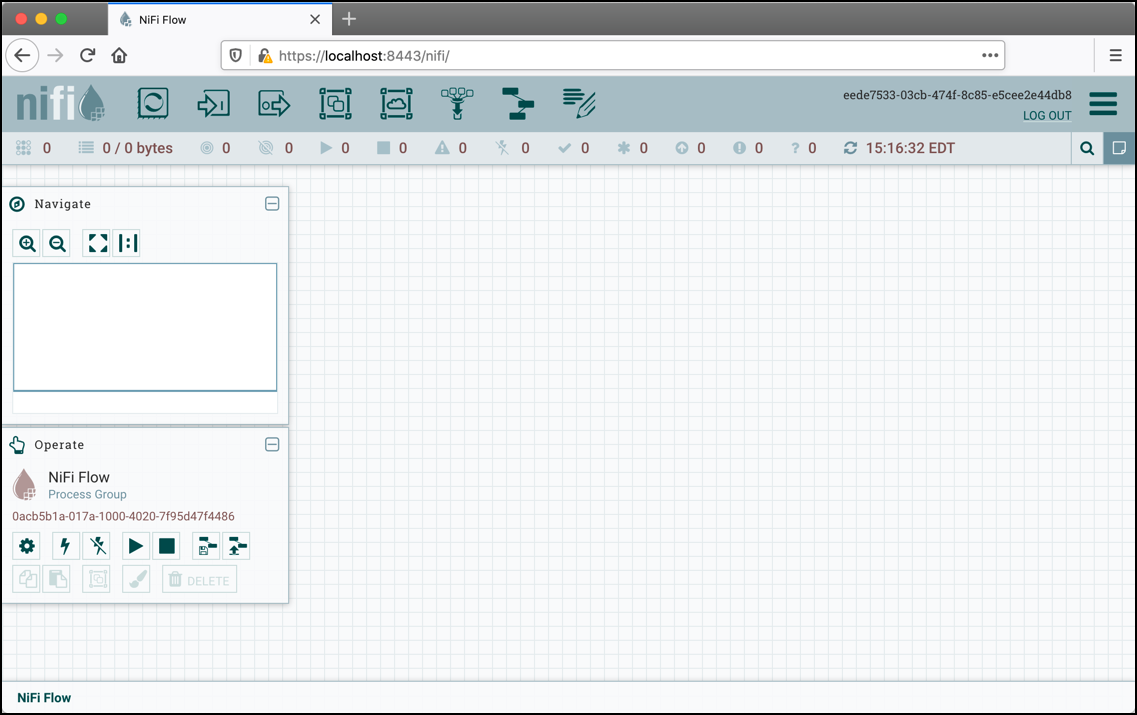 NiFi Flow
https://localhost:8443/nifi/
nifi
eede7533-03cb-474f-8c85-e5cee2e44db8
LOG OUT
0 0 / 0 bytes 0 0 0 0 0 0 0 0 0 0 0 15:16:32 EDT
Navigate
Operate
NiFi Flow
Process Group
0acb5b1a-017a-1000-4020-7f95d47f4486
DELETE
NiFi Flow